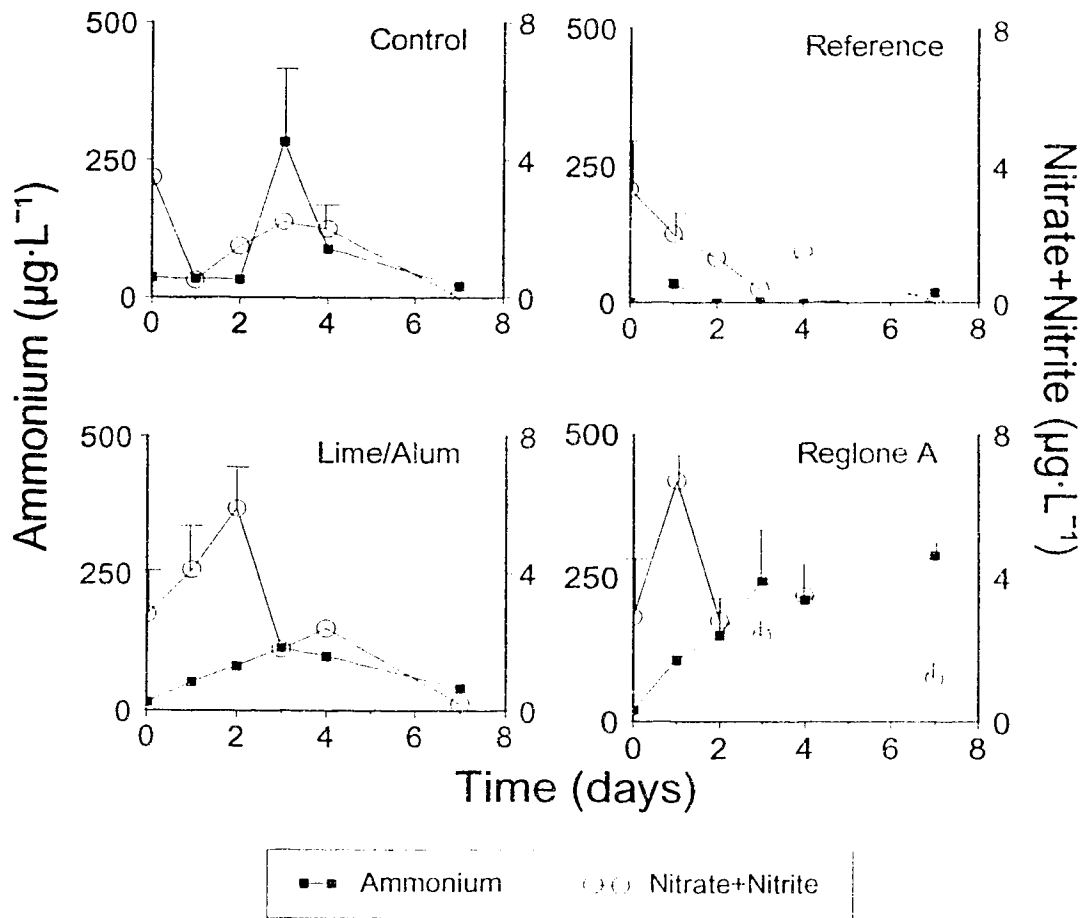 500
250
0
Control
8
4
0
0 2 4 6 8
500
250
0
Reference
8
4
0
0 2 4 6 8
Ammonium (µg·L⁻¹)
Nitrate+Nitrite (µg·L⁻¹)
500
250
0
Lime/Alum
8
4
0
0 2 4 6 8
500
250
0
Reglone A
8
4
0
0 2 4 6 8
Time (days)
Ammonium Nitrate+Nitrite